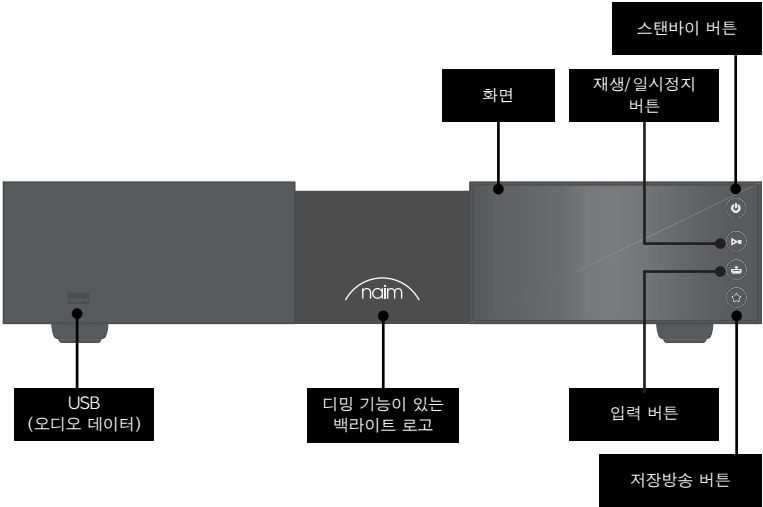 스탠바이 버튼
화면
재생/일시정지
버튼
naim
USB
(오디오 데이터)
디밍 기능이 있는
백라이트 로고
입력 버튼
저장방송 버튼